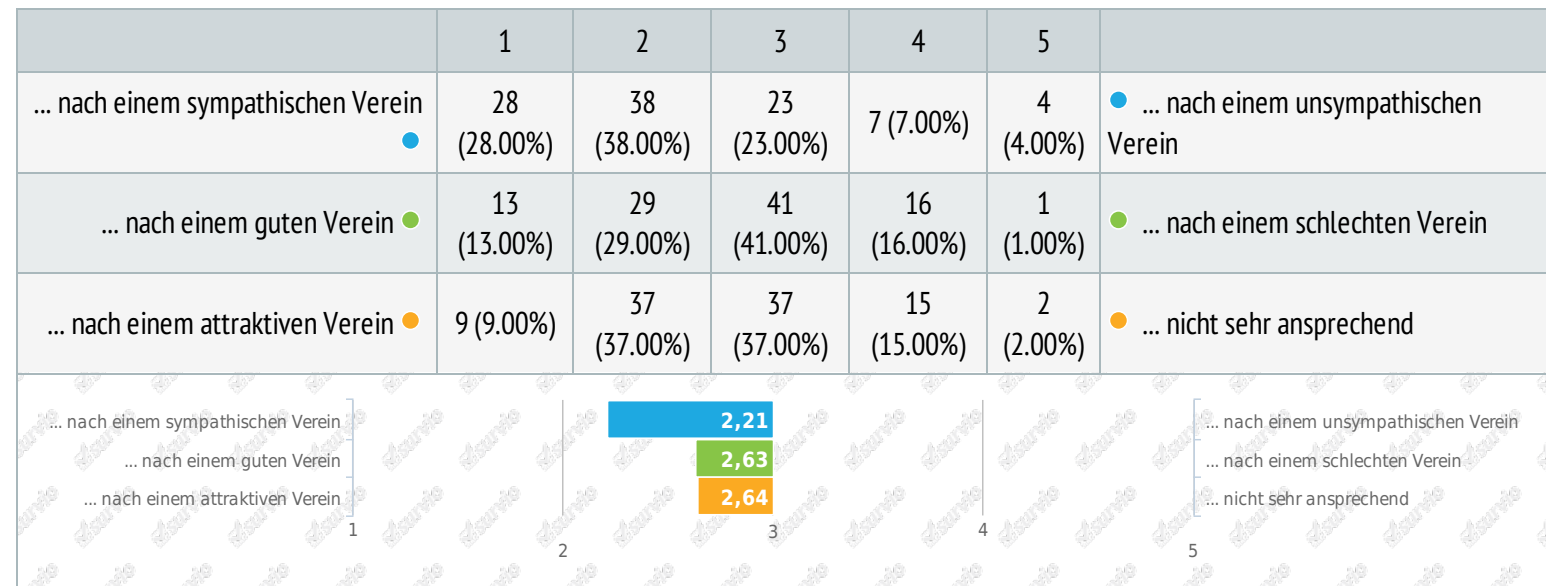 1 2 3 4 5
... nach einem sympathischen Verein 28 (28.00%) 38 (38.00%) 23 (23.00%) 7 (7.00%) 4 (4.00%) ... nach einem unsympathischen Verein
... nach einem guten Verein 13 (13.00%) 29 (29.00%) 41 (41.00%) 16 (16.00%) 1 (1.00%) ... nach einem schlechten Verein
... nach einem attraktiven Verein 9 (9.00%) 37 (37.00%) 37 (37.00%) 15 (15.00%) 2 (2.00%) ... nicht sehr ansprechend
... nach einem sympathischen Verein 2,21 ... nach einem unsympathischen Verein
... nach einem guten Verein 2,63 ... nach einem schlechten Verein
... nach einem attraktiven Verein 2,64 ... nicht sehr ansprechend
1 2 3 4 5